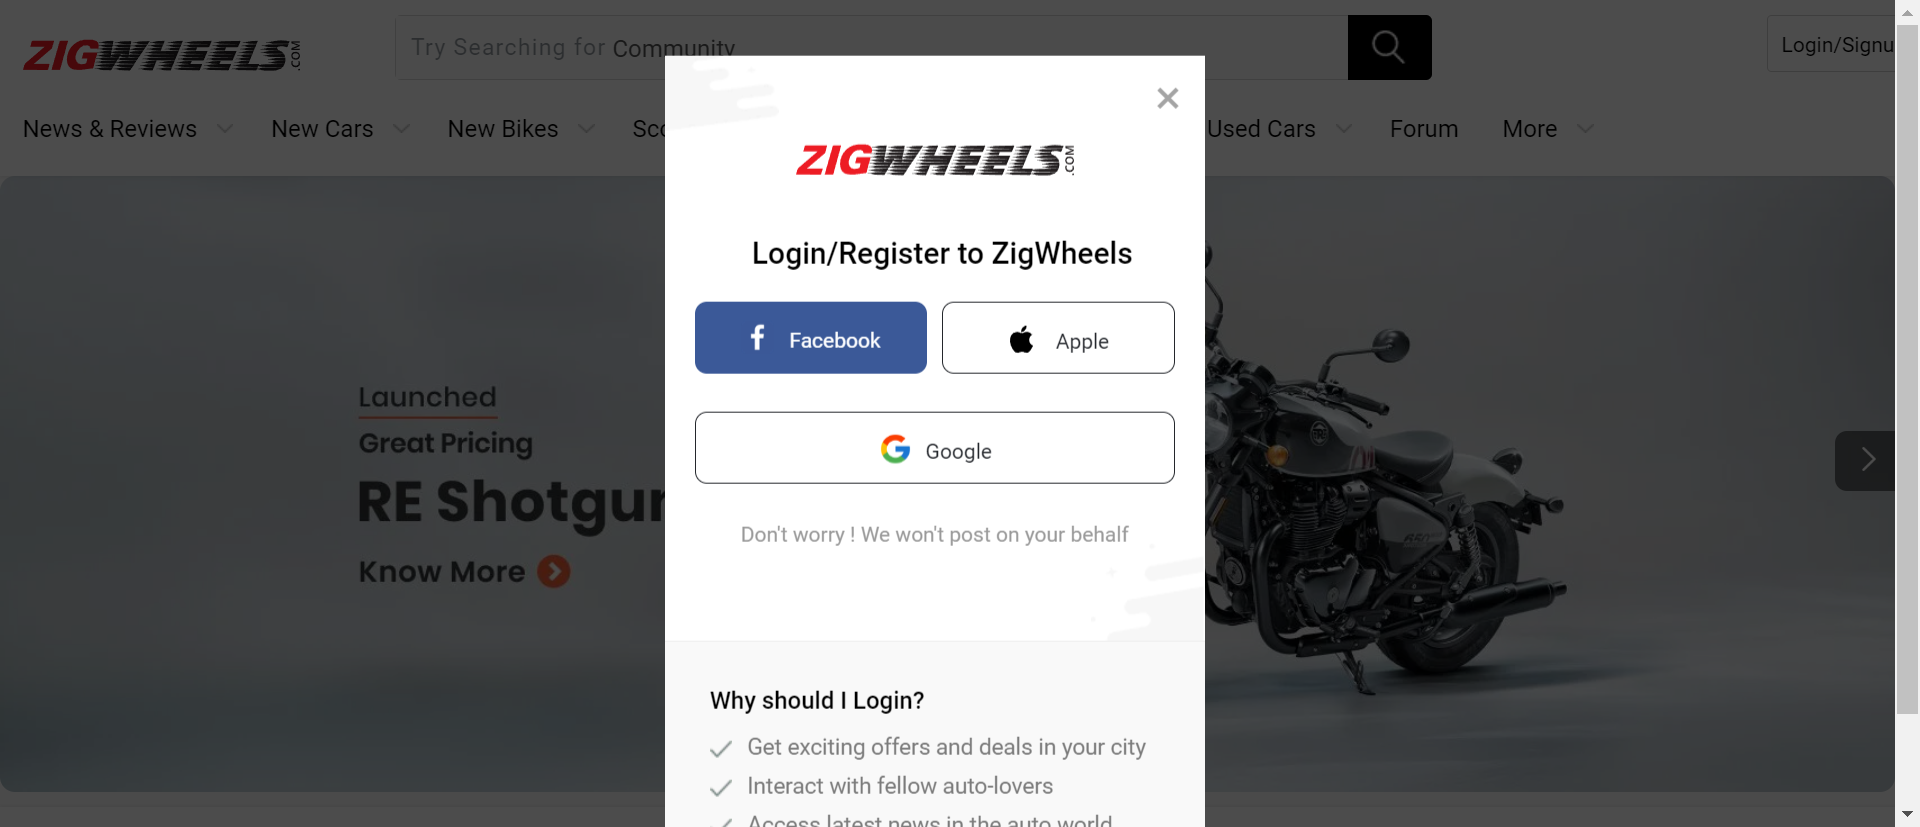 ZIGWHEELS.COM
Try Searching for Community
Login/Signu
News & Reviews New Cars New Bikes Sco Used Cars Forum More
ZIGWHEELS.COM
Login/Register to ZigWheels
Facebook Apple
Google
Don't worry ! We won't post on your behalf
Launched
Great Pricing
RE Shotgun
Know More
650
Why should I Login?
Get exciting offers and deals in your city
Interact with fellow auto-lovers
Access latest news in the auto world